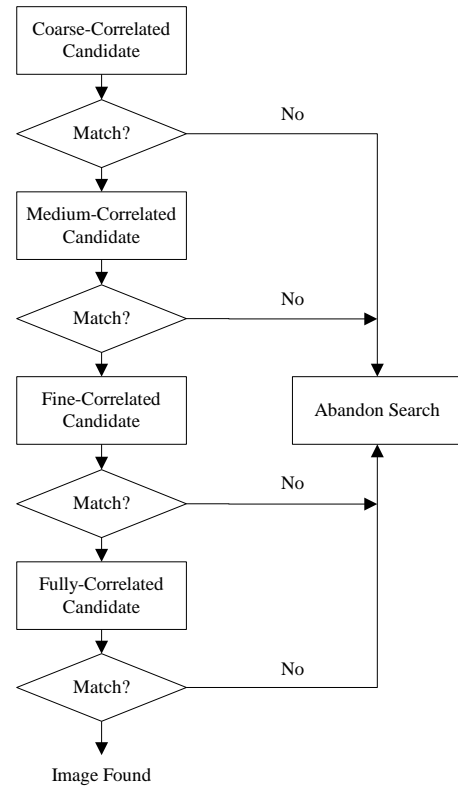 Coarse-Correlated
Candidate
Match?
No
Medium-Correlated
Candidate
Match?
No
Fine-Correlated
Candidate
Abandon Search
Match?
No
Fully-Correlated
Candidate
Match?
No
Image Found